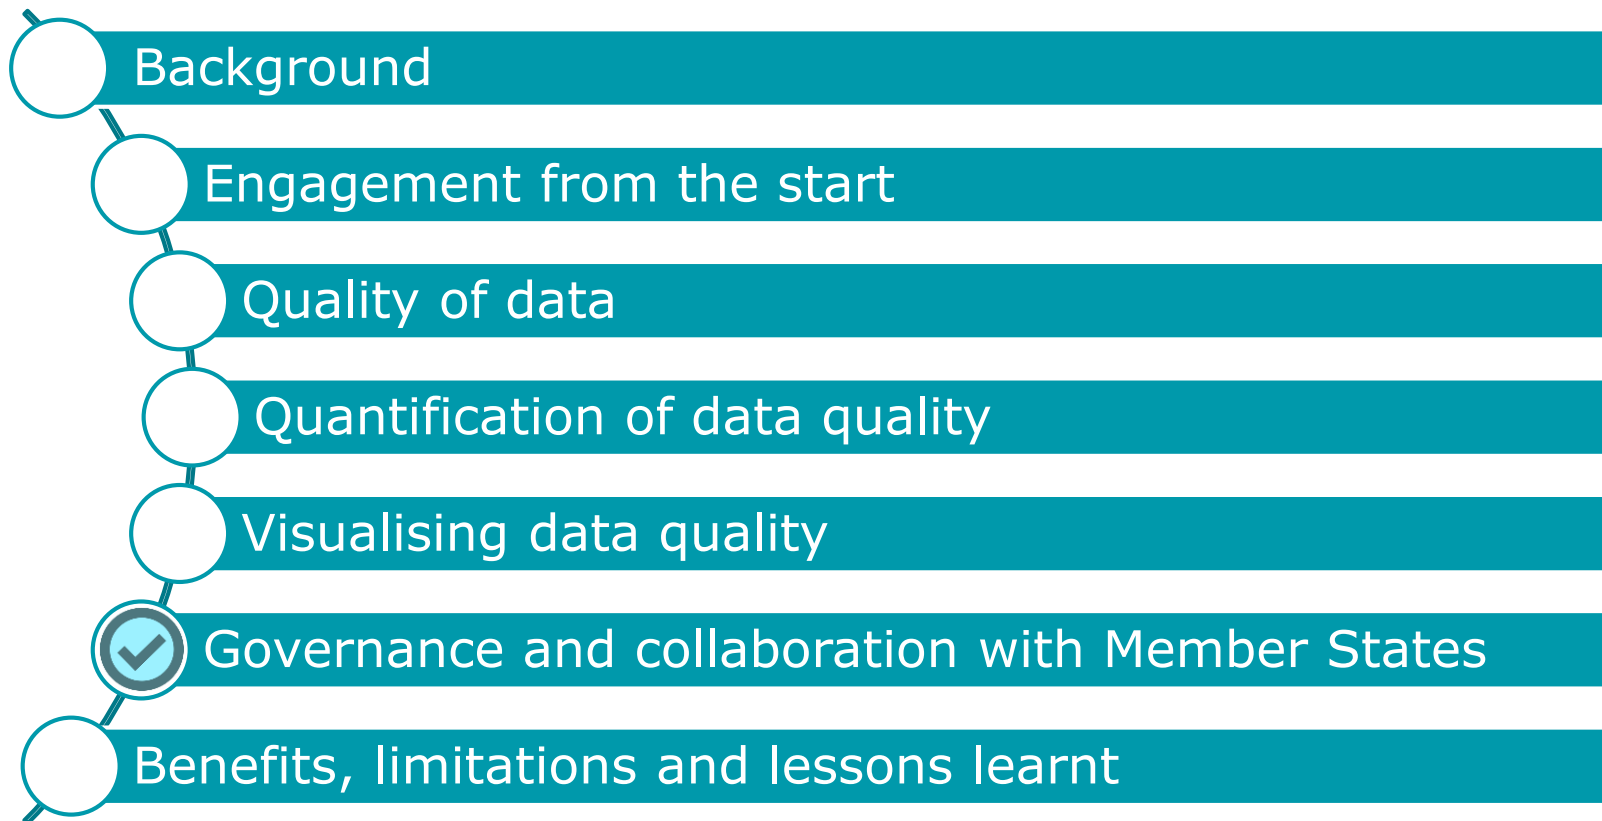 Background
Engagement from the start
Quality of data
Quantification of data quality
Visualising data quality
Governance and collaboration with Member States
Benefits, limitations and lessons learnt